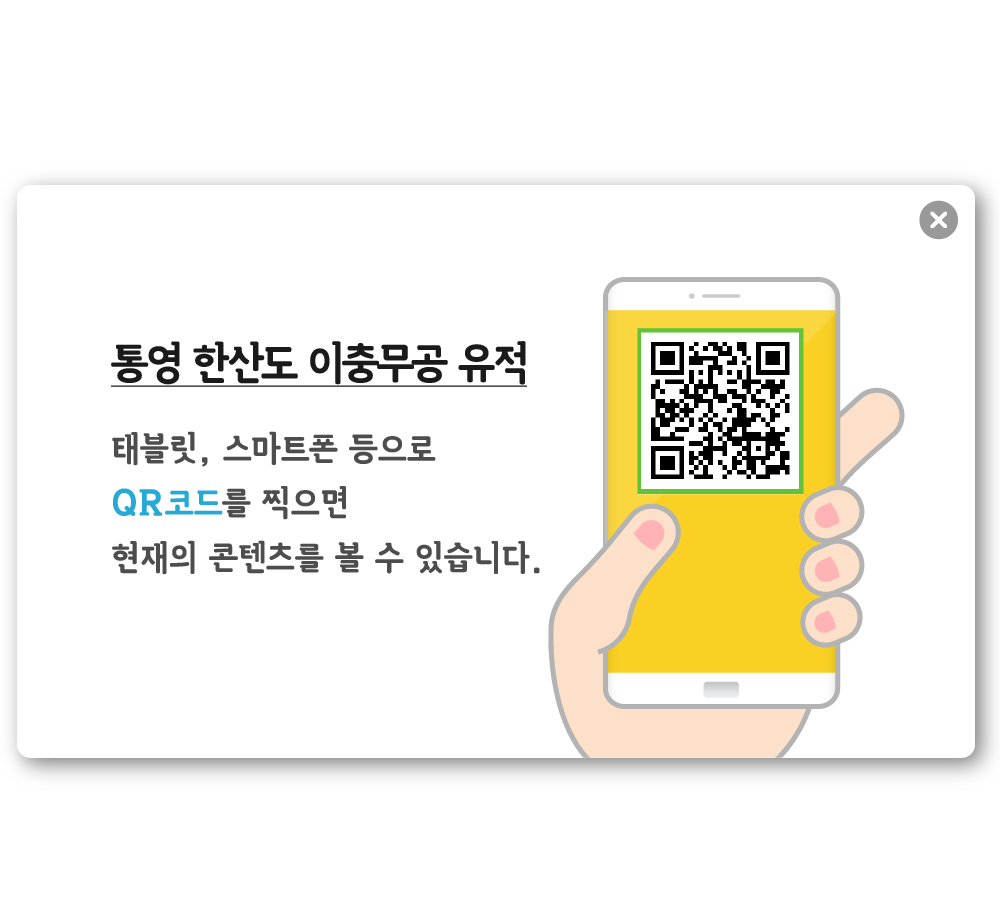 통영 한산도 이충무공 유적
태블릿, 스마트폰 등으로
QR코드를 찍으면
현재의 콘텐츠를 볼 수 있습니다.